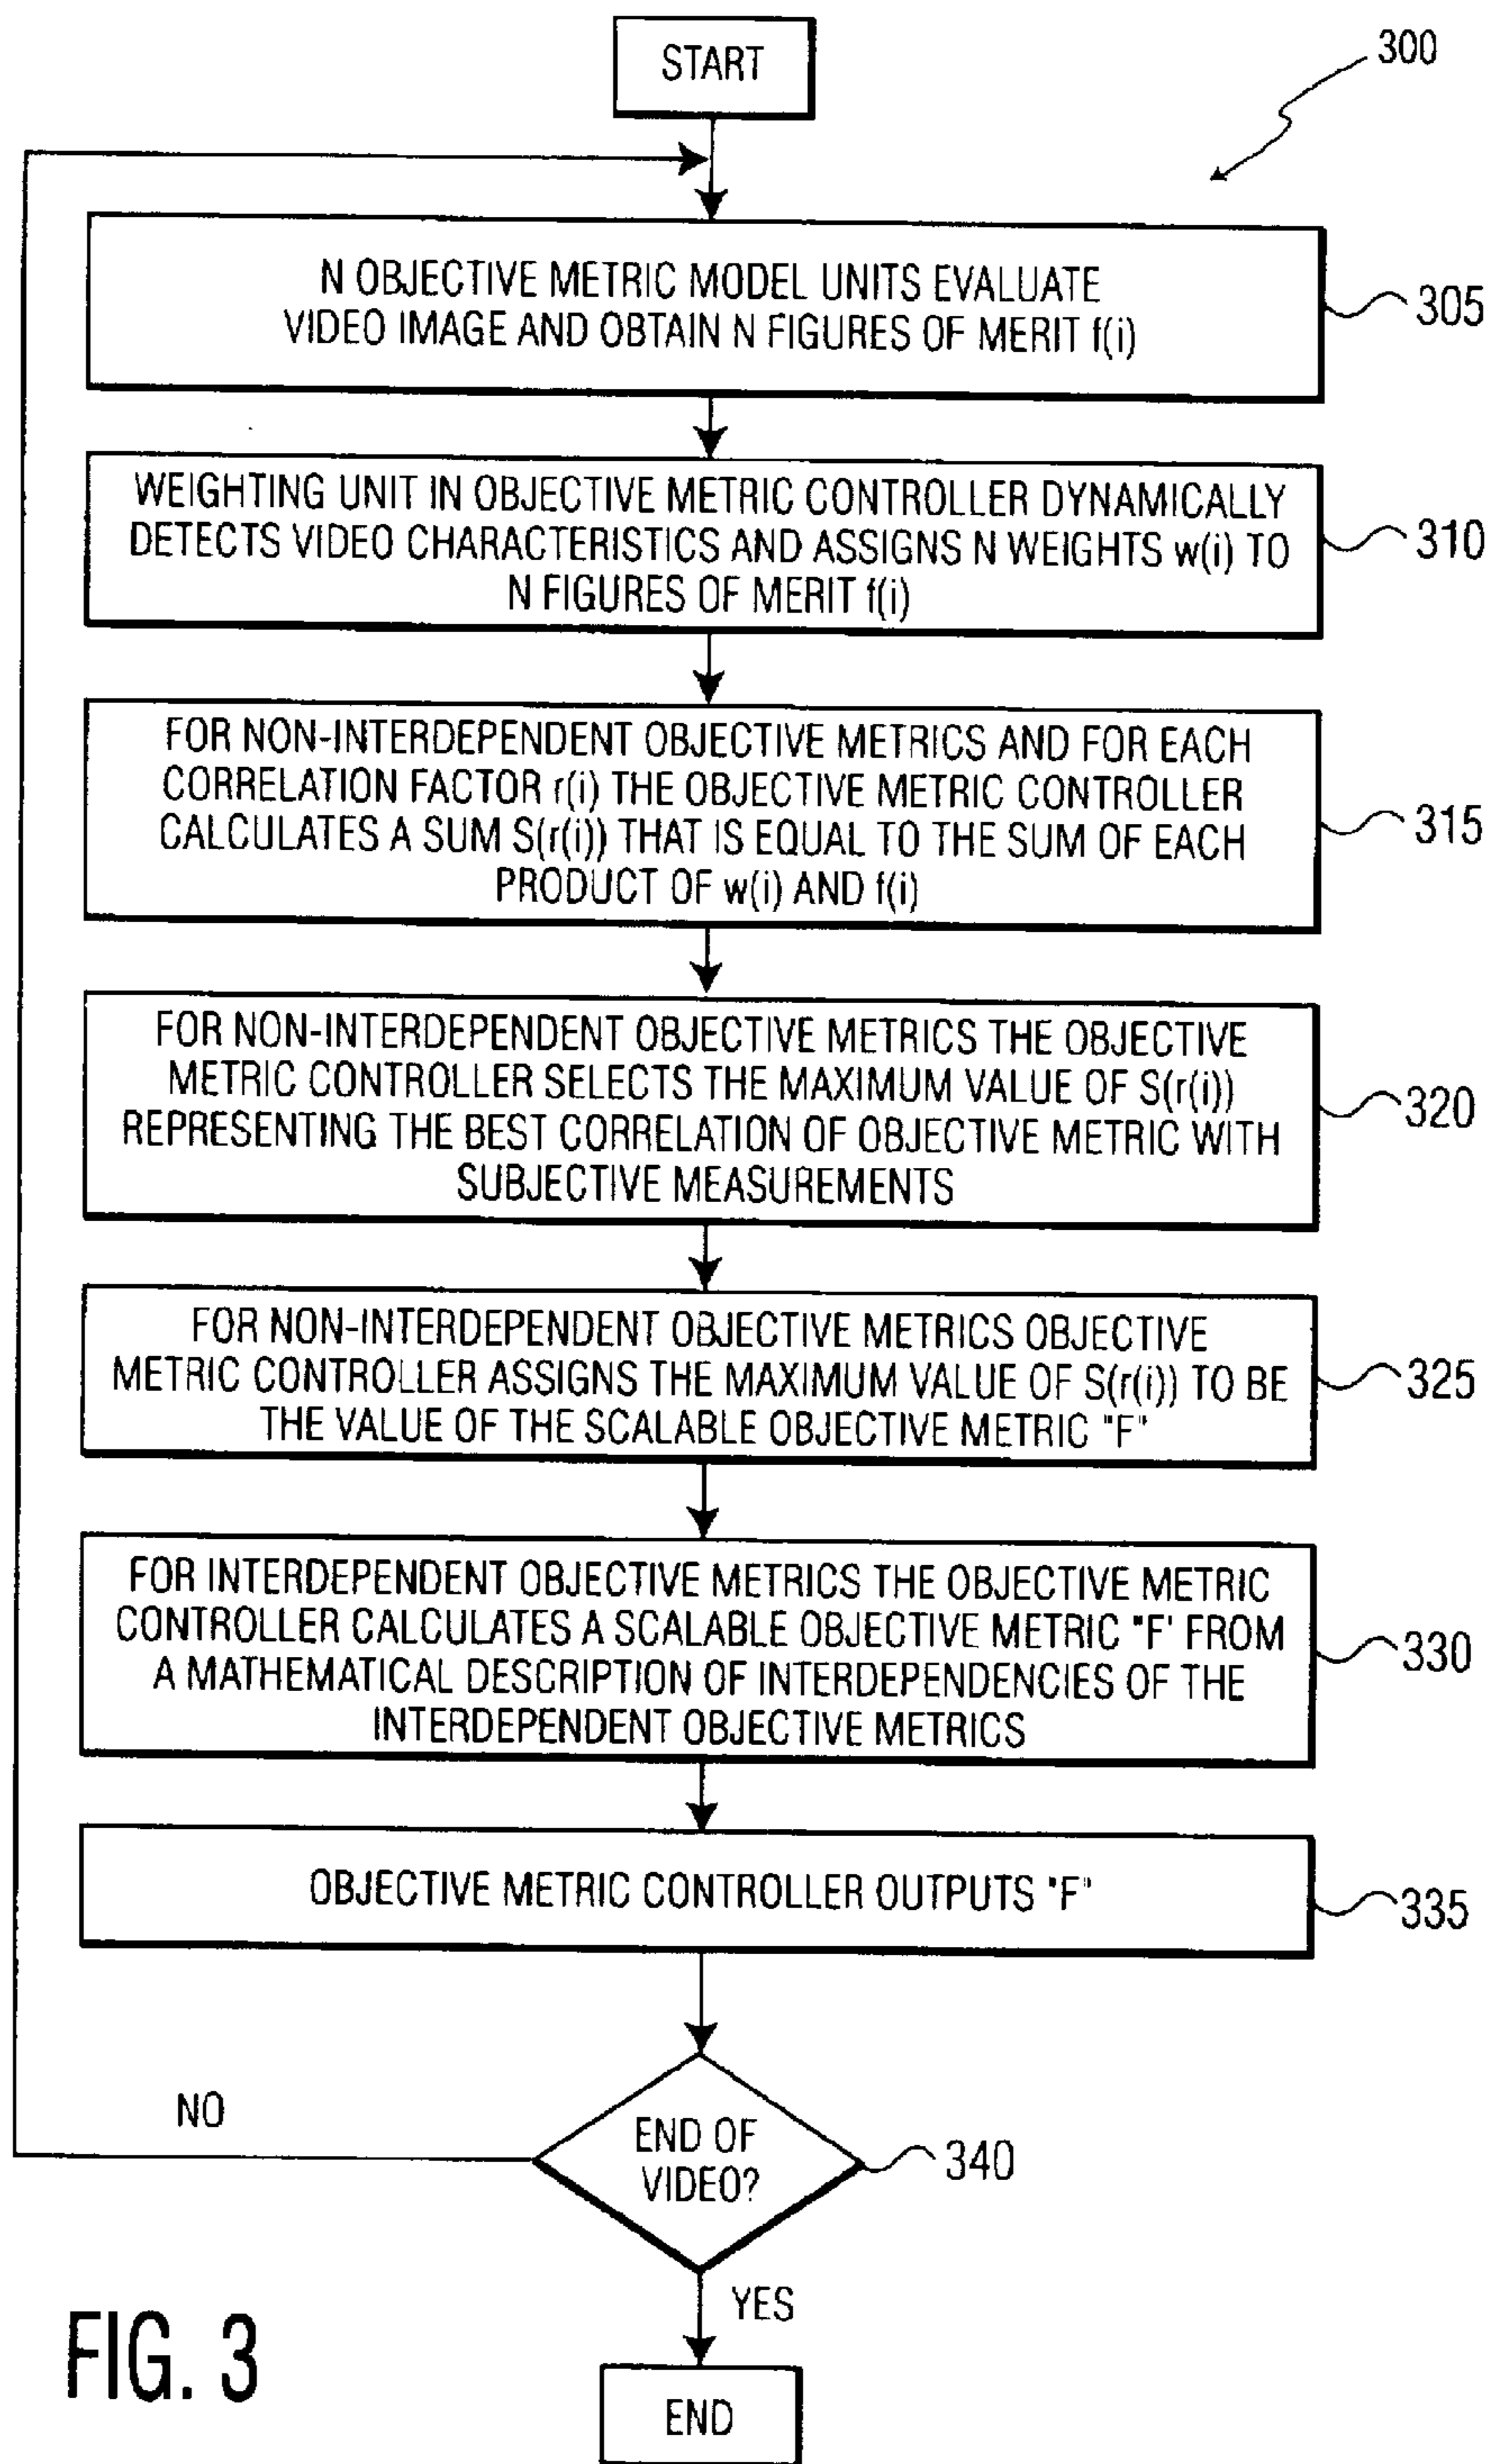 START
300
N OBJECTIVE METRIC MODEL UNITS EVALUATE
VIDEO IMAGE AND OBTAIN N FIGURES OF MERIT f(i)
305
WEIGHTING UNIT IN OBJECTIVE METRIC CONTROLLER DYNAMICALLY
DETECTS VIDEO CHARACTERISTICS AND ASSIGNS N WEIGHTS w(i) TO
N FIGURES OF MERIT f(i)
310
FOR NON-INTERDEPENDENT OBJECTIVE METRICS AND FOR EACH
CORRELATION FACTOR r(i) THE OBJECTIVE METRIC CONTROLLER
CALCULATES A SUM S(r(i)) THAT IS EQUAL TO THE SUM OF EACH
PRODUCT OF w(i) AND f(i)
315
FOR NON-INTERDEPENDENT OBJECTIVE METRICS THE OBJECTIVE
METRIC CONTROLLER SELECTS THE MAXIMUM VALUE OF S(r(i))
REPRESENTING THE BEST CORRELATION OF OBJECTIVE METRIC WITH
SUBJECTIVE MEASUREMENTS
320
FOR NON-INTERDEPENDENT OBJECTIVE METRICS OBJECTIVE
METRIC CONTROLLER ASSIGNS THE MAXIMUM VALUE OF S(r(i)) TO BE
THE VALUE OF THE SCALABLE OBJECTIVE METRIC "F"
325
FOR INTERDEPENDENT OBJECTIVE METRICS THE OBJECTIVE METRIC
CONTROLLER CALCULATES A SCALABLE OBJECTIVE METRIC "F' FROM
A MATHEMATICAL DESCRIPTION OF INTERDEPENDENCIES OF THE
INTERDEPENDENT OBJECTIVE METRICS
330
OBJECTIVE METRIC CONTROLLER OUTPUTS "F"
335
NO
END OF
VIDEO?
340
YES
END
FIG. 3